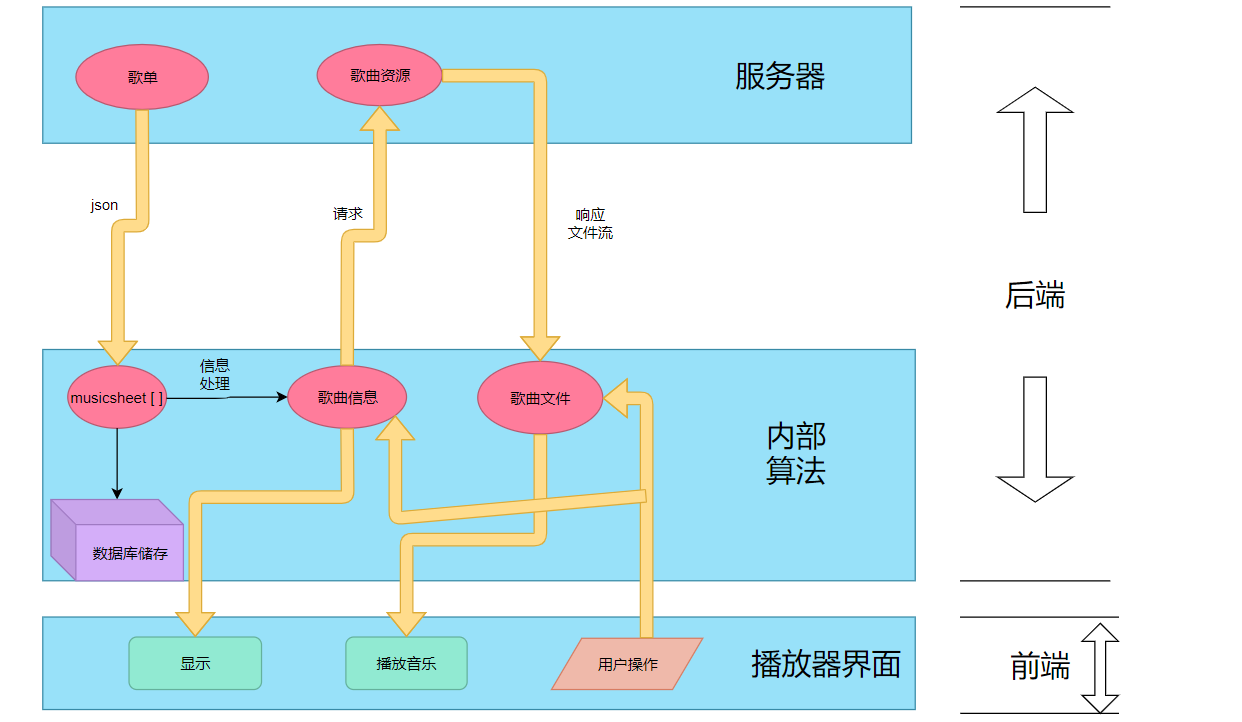 歌单
歌曲资源
服务器
json
请求
响应
文件流
后端
musicsheet [ ]
信息
处理
歌曲信息
歌曲文件
内部
算法
数据库储存
显示
播放音乐
用户操作
播放器界面
前端